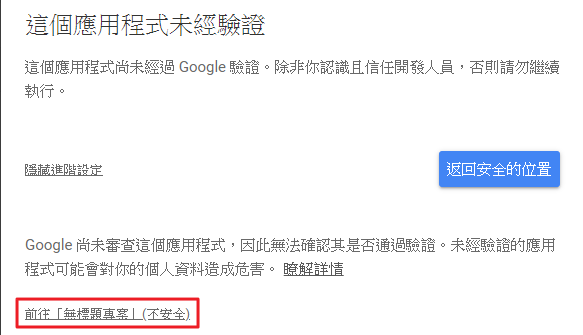 這個應用程式未經驗證
這個應用程式尚未經過 Google 驗證。除非你認識且信任開發人員，否則請勿繼續
執行。
隱藏進階設定
返回安全的位置
Google 尚未審查這個應用程式，因此無法確認其是否通過驗證。未經驗證的應用
程式可能會對你的個人資料造成危害。 瞭解詳情
前往「無標題專案」(不安全)